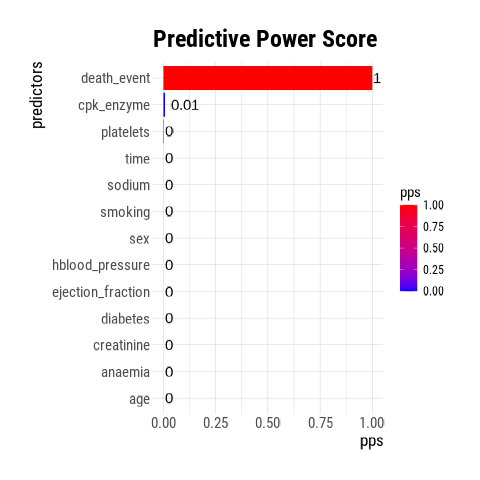 Predictive Power Score
predictors
death_event 1
cpk_enzyme 0.01
platelets 0
time 0
sodium 0
smoking 0
sex 0
hblood_pressure 0
ejection_fraction 0
diabetes 0
creatinine 0
anaemia 0
age 0
0.00 0.25 0.50 0.75 1.00
pps
pps
1.00
0.75
0.50
0.25
0.00